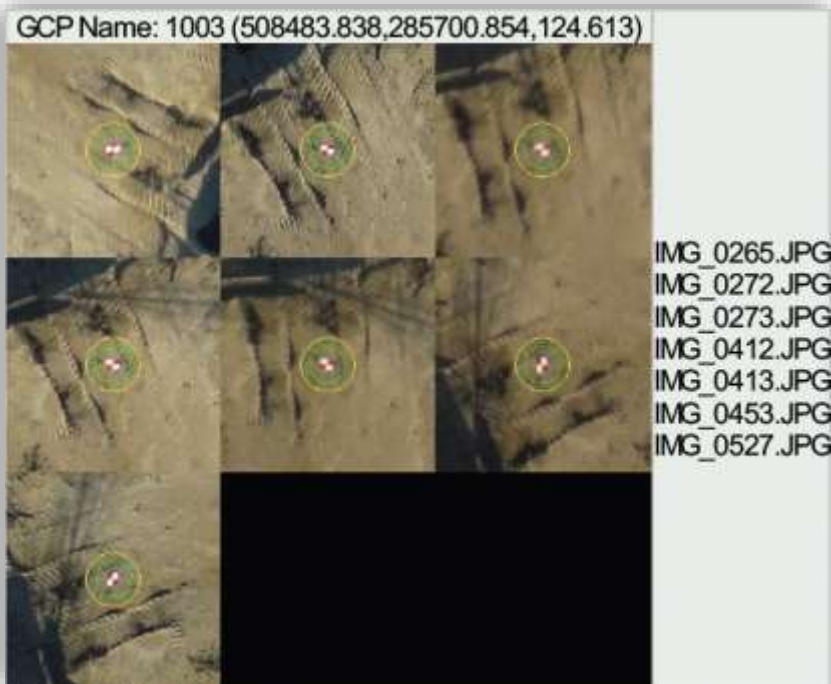 GCP Name: 1003 (508483.838,285700.854,124.613)
IMG_0265.JPG
IMG_0272.JPG
IMG_0273.JPG
IMG_0412.JPG
IMG_0413.JPG
IMG_0453.JPG
IMG_0527.JPG